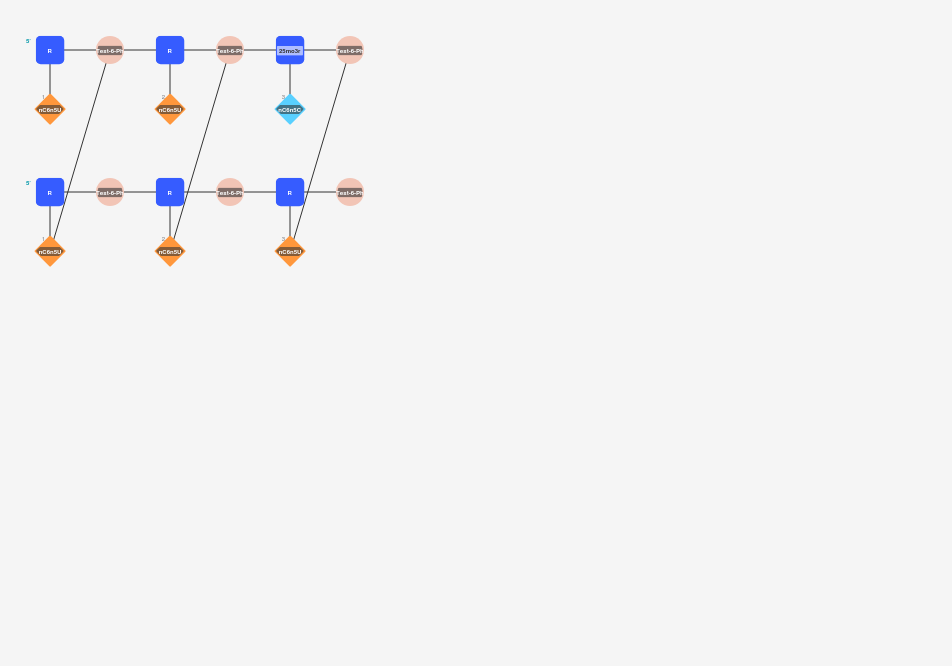 5'
R Test-6-Ph R Test-6-Ph 25mo3r Test-6-Ph
1 2 3
nC6n5U nC6n5U nC6n5C
5'
R Test-6-Ph R Test-6-Ph R Test-6-Ph
1 2 3
nC6n5U nC6n5U nC6n5U